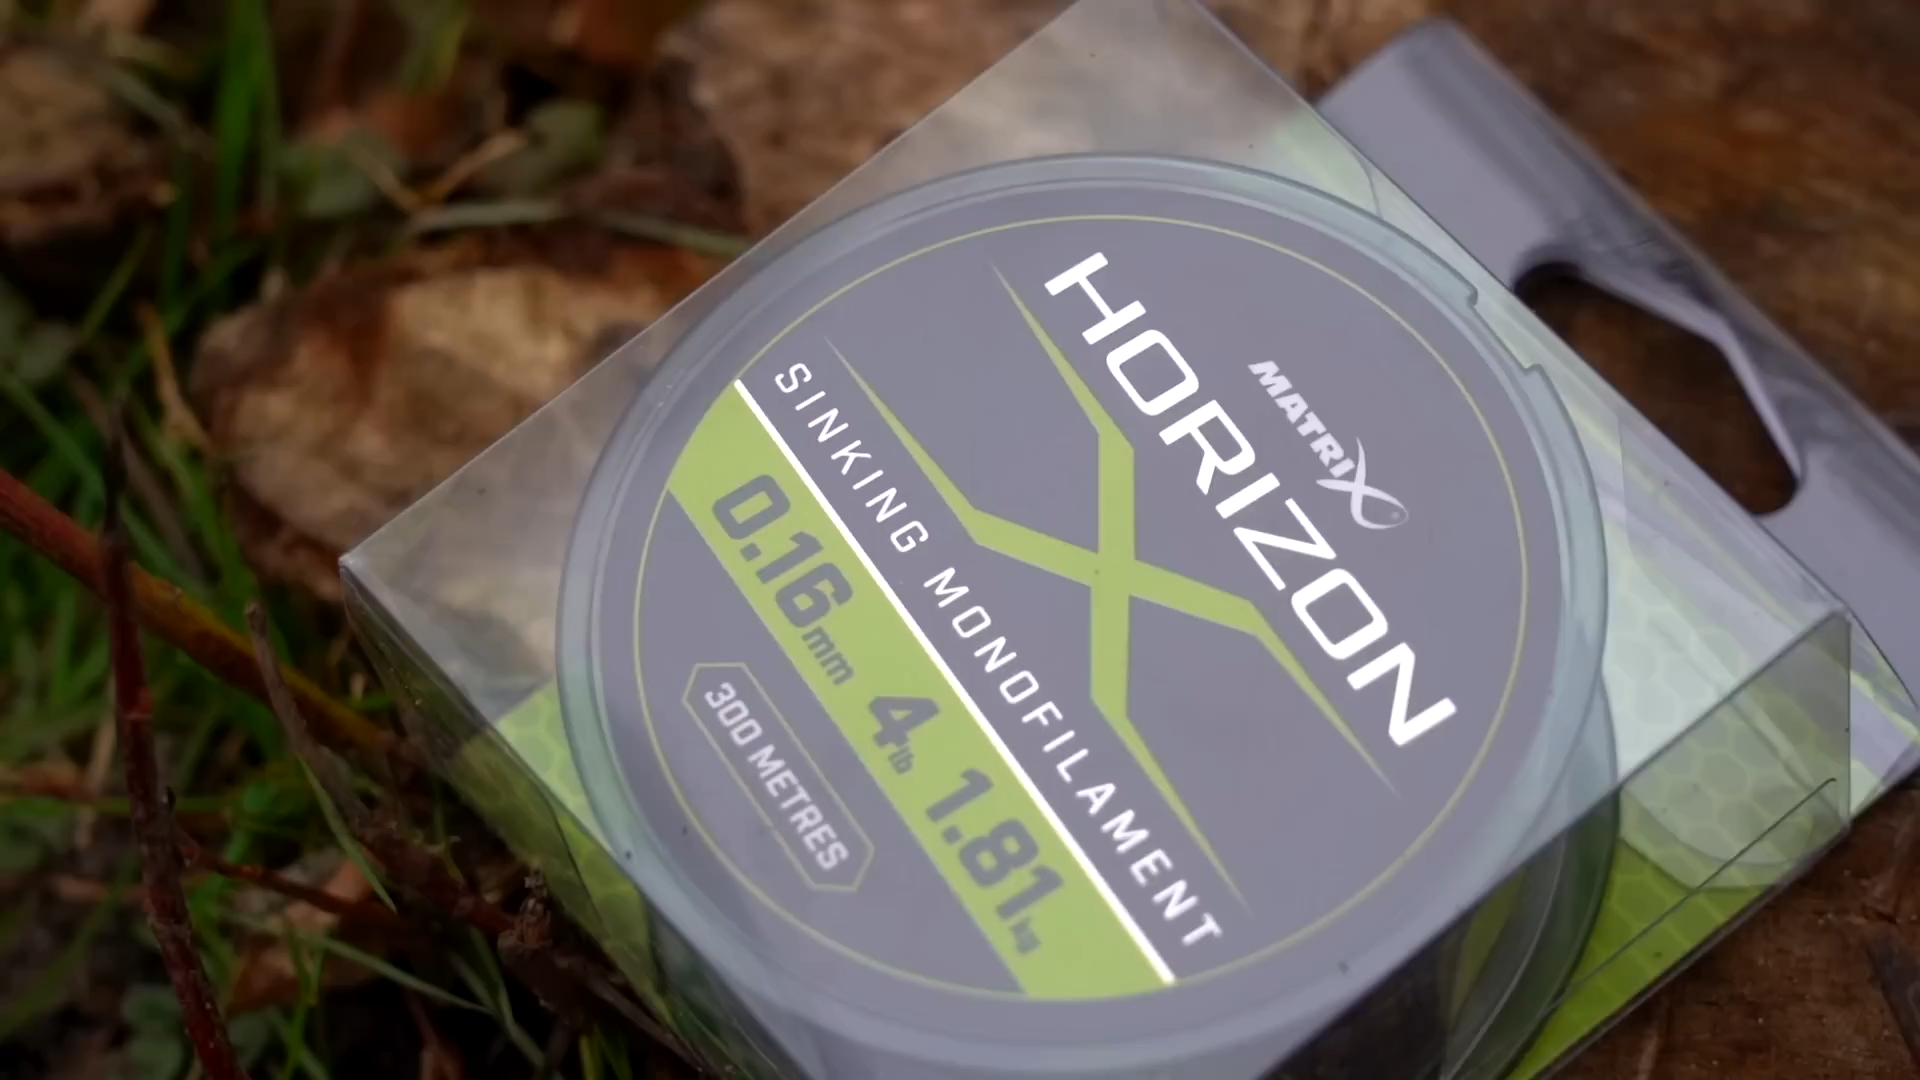 MATRIX
HORIZON
X
SINKING MONOFILAMENT
0.16mm 4lb 1.81kg
300 METRES